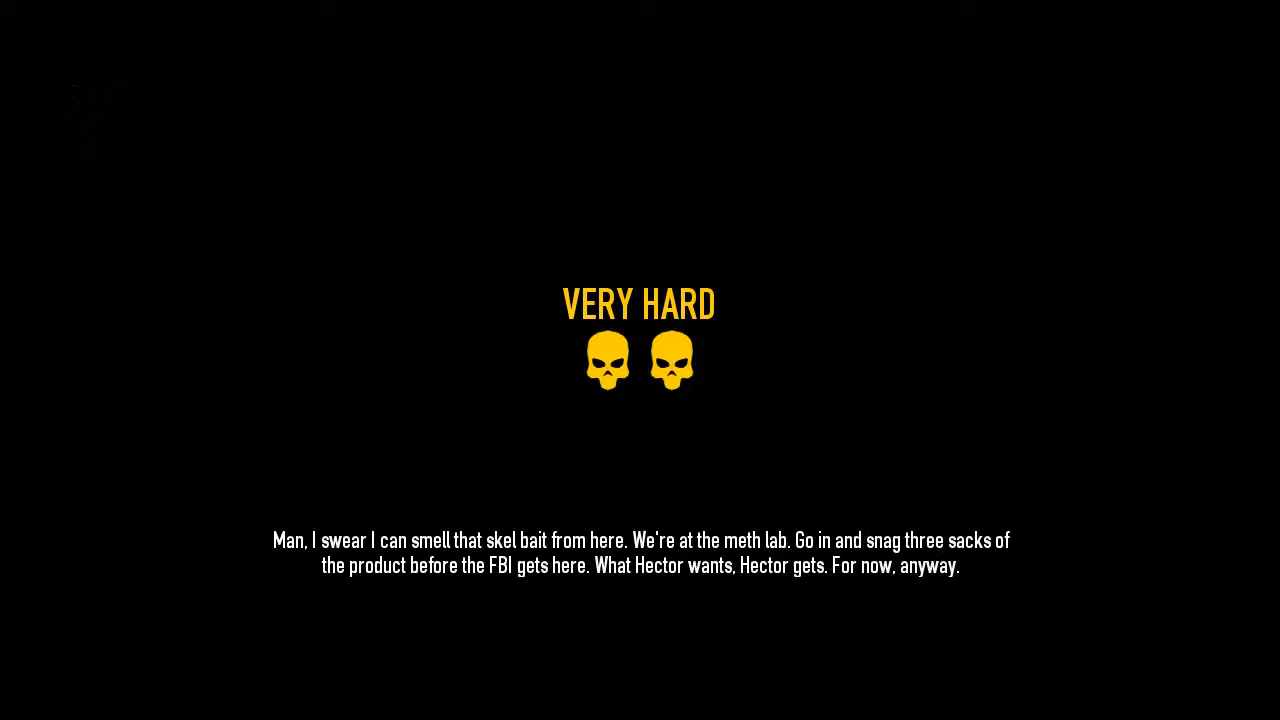 VERY HARD
Man, I swear I can smell that skel bait from here. We're at the meth lab. Go in and snag three sacks of
the product before the FBI gets here. What Hector wants, Hector gets. For now, anyway.